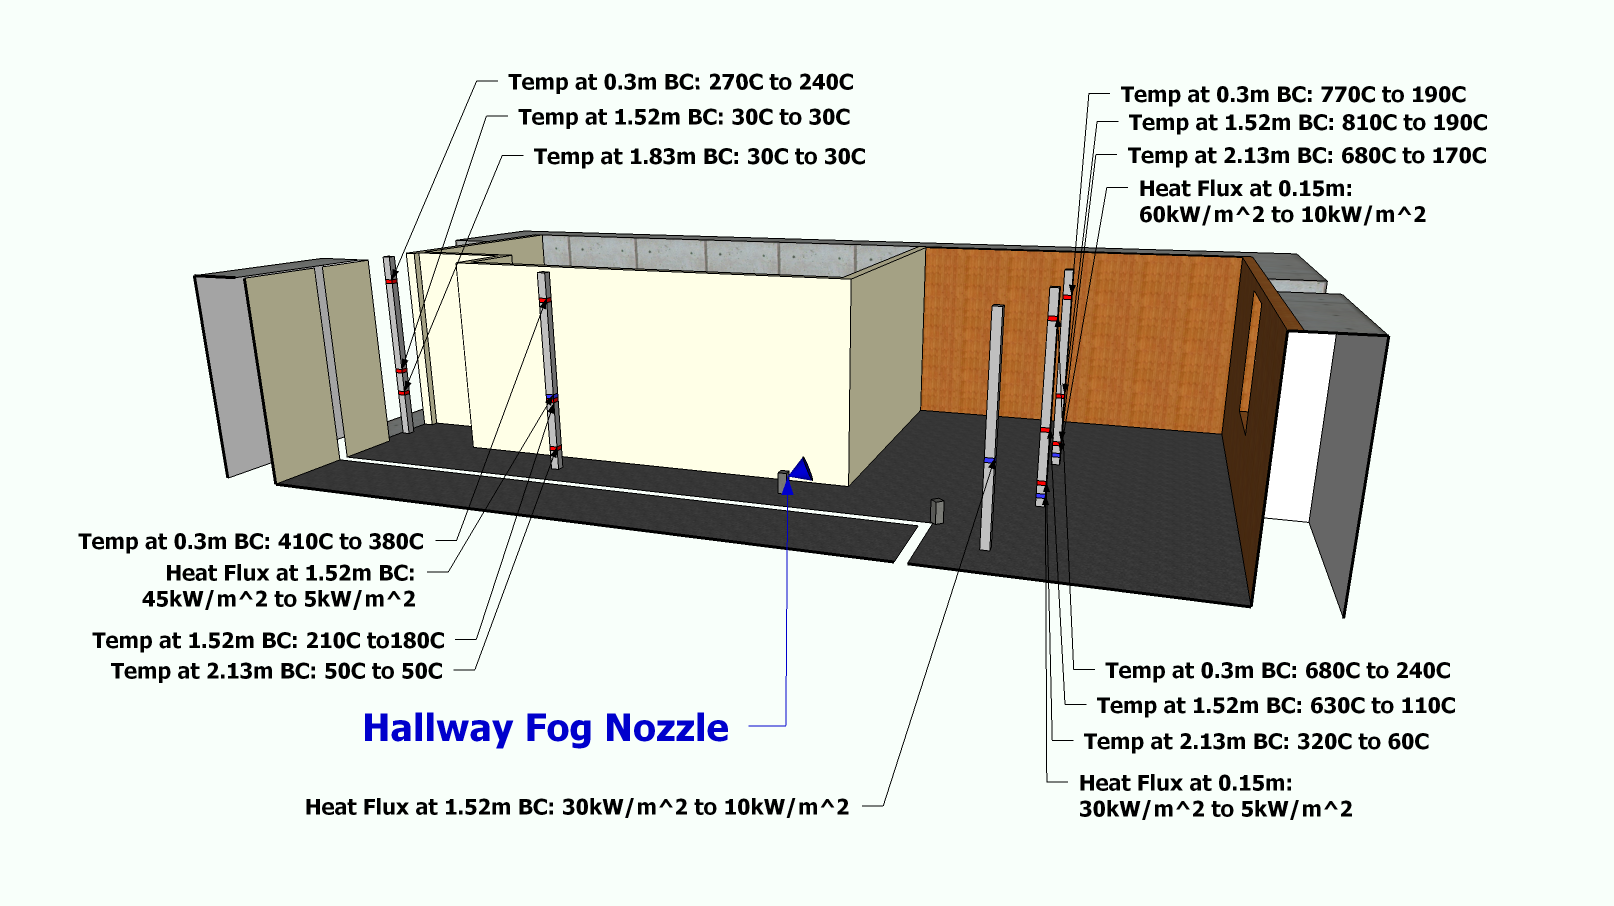 Temp at 0.3m BC: 270C to 240C
Temp at 1.52m BC: 30C to 30C
Temp at 1.83m BC: 30C to 30C
Temp at 0.3m BC: 770C to 190C
Temp at 1.52m BC: 810C to 190C
Temp at 2.13m BC: 680C to 170C
Heat Flux at 0.15m:
60kW/m^2 to 10kW/m^2
Temp at 0.3m BC: 410C to 380C
Heat Flux at 1.52m BC:
45kW/m^2 to 5kW/m^2
Temp at 1.52m BC: 210C to180C
Temp at 2.13m BC: 50C to 50C
Hallway Fog Nozzle
Heat Flux at 1.52m BC: 30kW/m^2 to 10kW/m^2
Temp at 0.3m BC: 680C to 240C
Temp at 1.52m BC: 630C to 110C
Temp at 2.13m BC: 320C to 60C
Heat Flux at 0.15m:
30kW/m^2 to 5kW/m^2